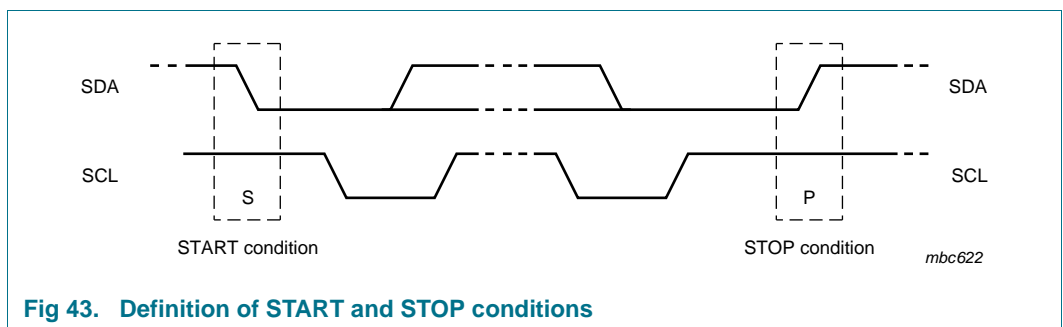 SDA SDA
SCL SCL
S P
START condition STOP condition
mbc622
Fig 43. Definition of START and STOP conditions